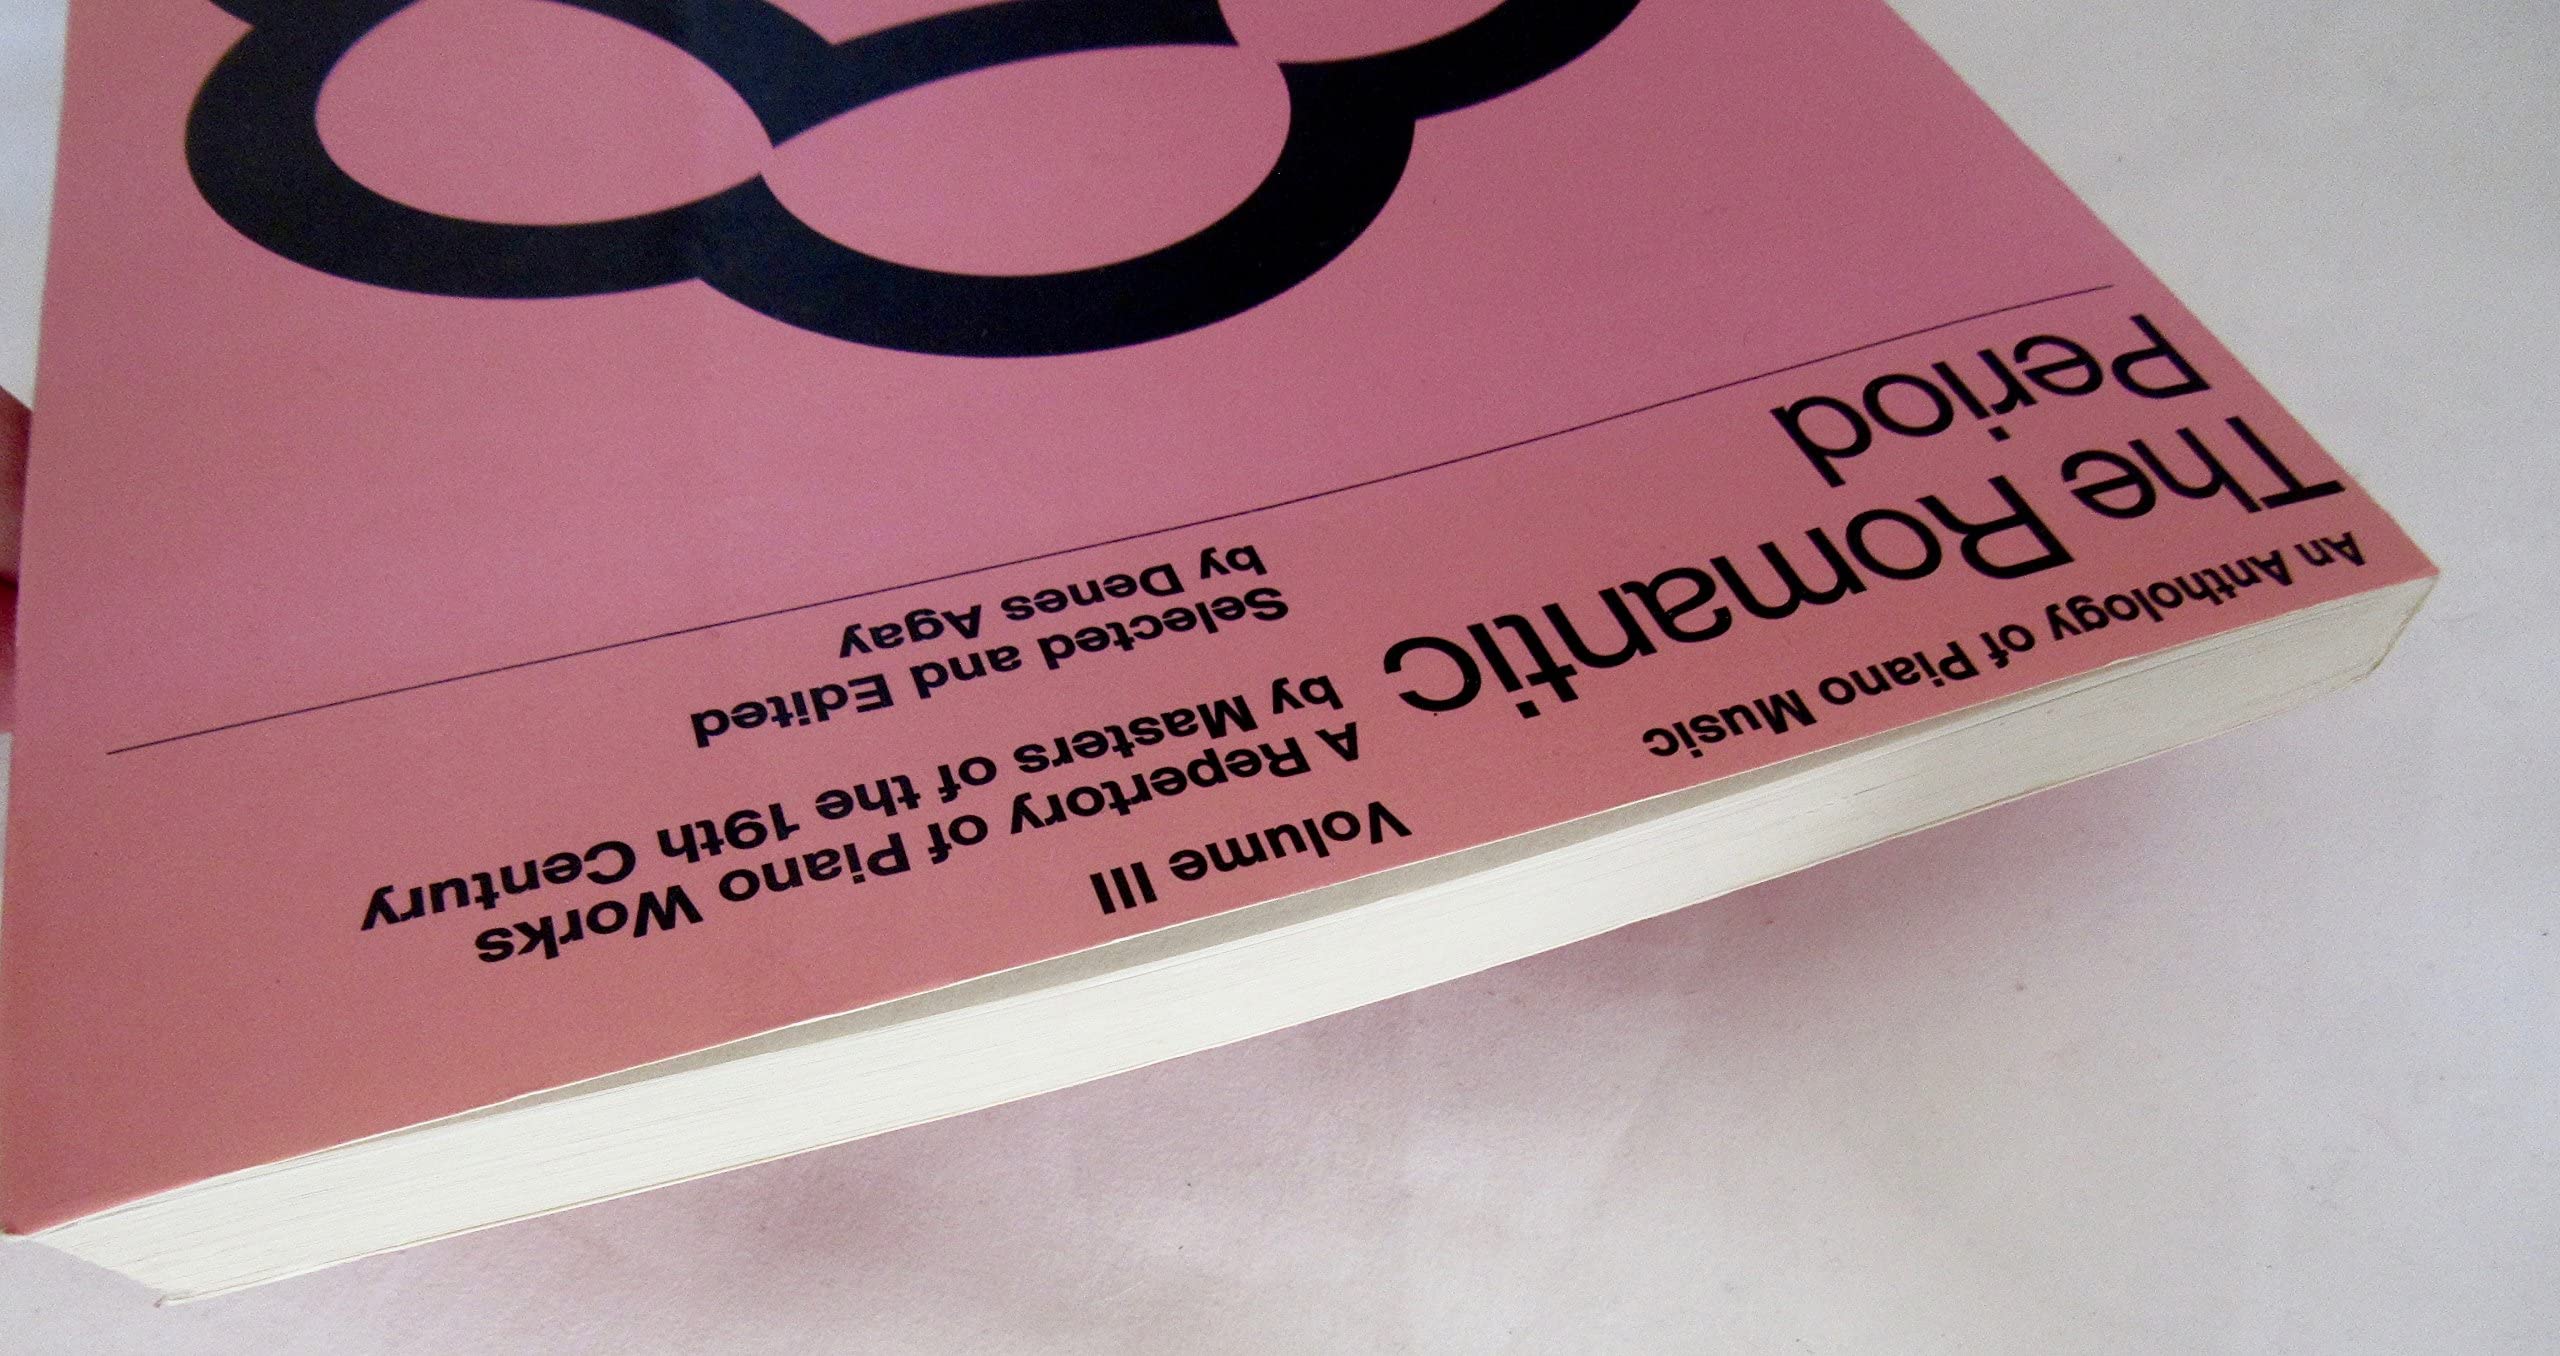 An Anthology of Piano Music
The Romantic
Period
Volume III
A Repertory of Piano Works
by Masters of the 19th Century
Selected and Edited
by Denes Agay